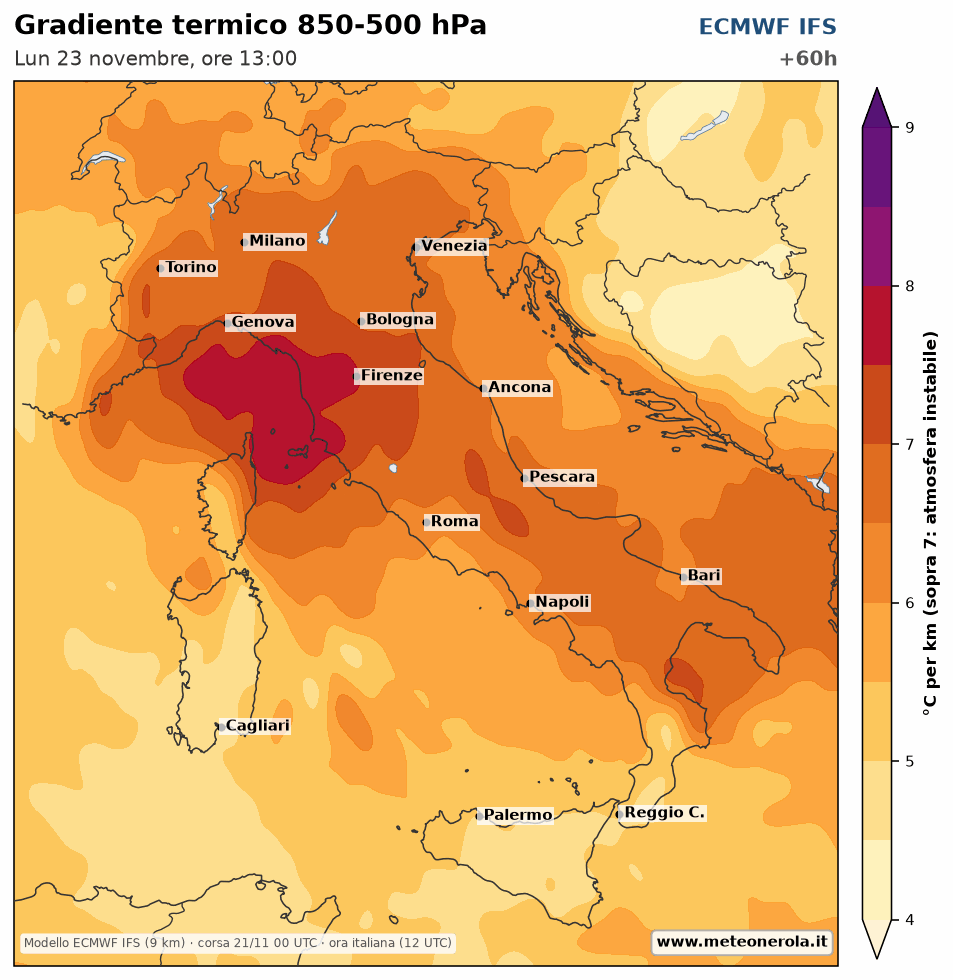 Gradiente termico 850-500 hPa
ECMWF IFS
Lun 23 novembre, ore 13:00
+60h
Milano
Venezia
Torino
Genova
Bologna
Firenze
Ancona
Pescara
Roma
Bari
Napoli
Cagliari
Palermo
Reggio C.
9
8
7
6
5
4
°C per km (sopra 7: atmosfera instabile)
Modello ECMWF IFS (9 km) · corsa 21/11 00 UTC · ora italiana (12 UTC)
www.meteonerola.it